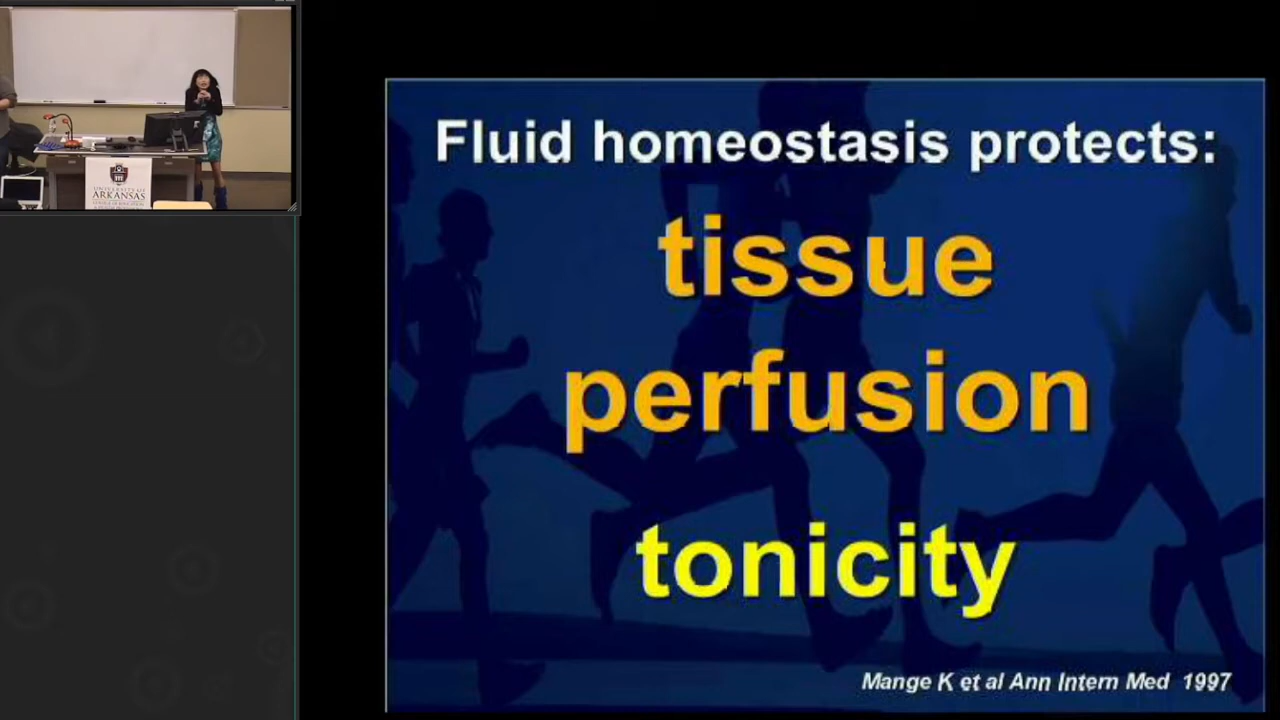 UNIVERSITY OF
ARKANSAS
Fluid homeostasis protects:
tissue
perfusion
tonicity
Mange K et al Ann Intern Med 1997